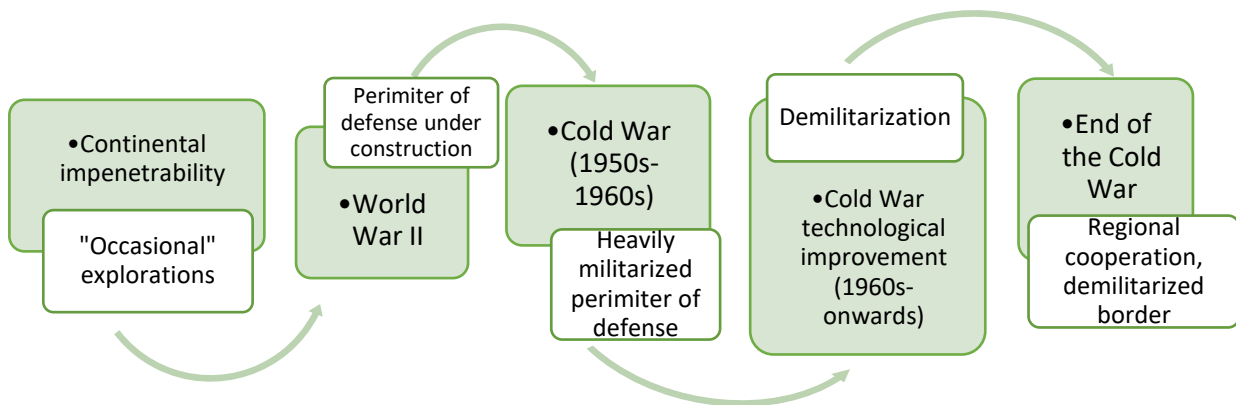 •Continental
impenetrability
"Occasional"
explorations
Perimiter of
defense under
construction
•World
War II
•Cold War
(1950s-
1960s)
Heavily
militarized
perimiter of
defense
Demilitarization
•Cold War
technological
improvement
(1960s-
onwards)
•End of
the Cold
War
Regional
cooperation,
demilitarized
border